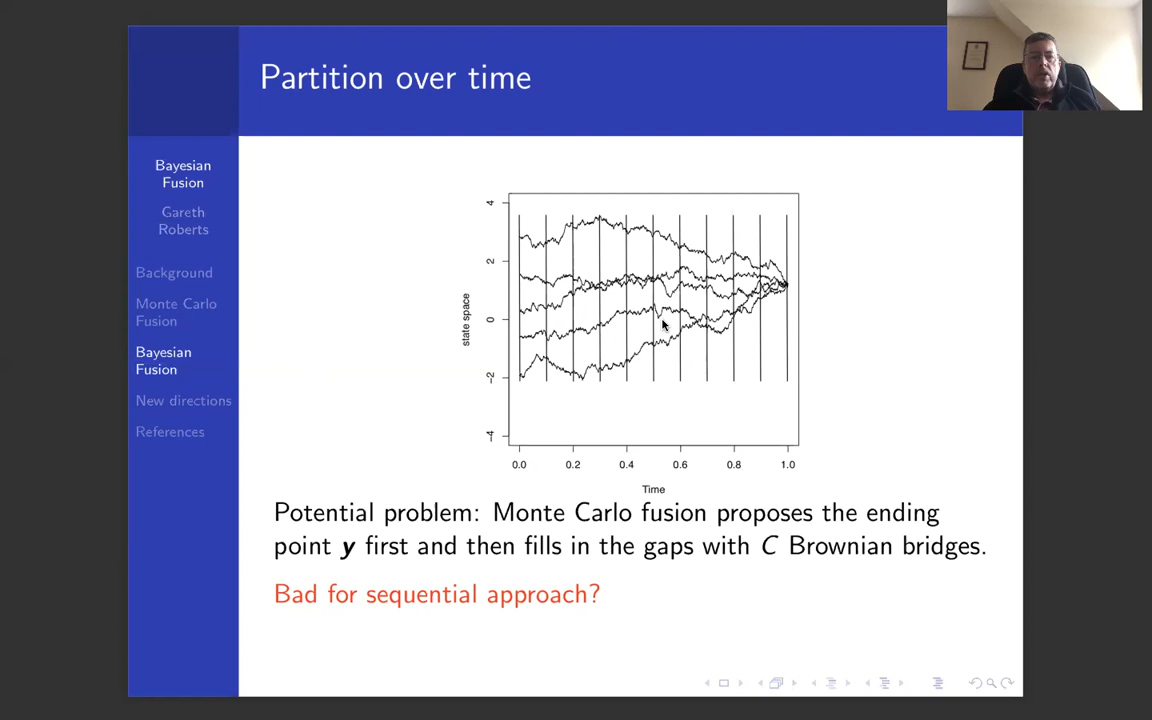 Partition over time
Bayesian
Fusion
Gareth
Roberts
Background
Monte Carlo
Fusion
Bayesian
Fusion
New directions
References
4
2
0
-2
-4
state space
0.0 0.2 0.4 0.6 0.8 1.0
Time
Potential problem: Monte Carlo fusion proposes the ending
point y first and then fills in the gaps with C Brownian bridges.
Bad for sequential approach?